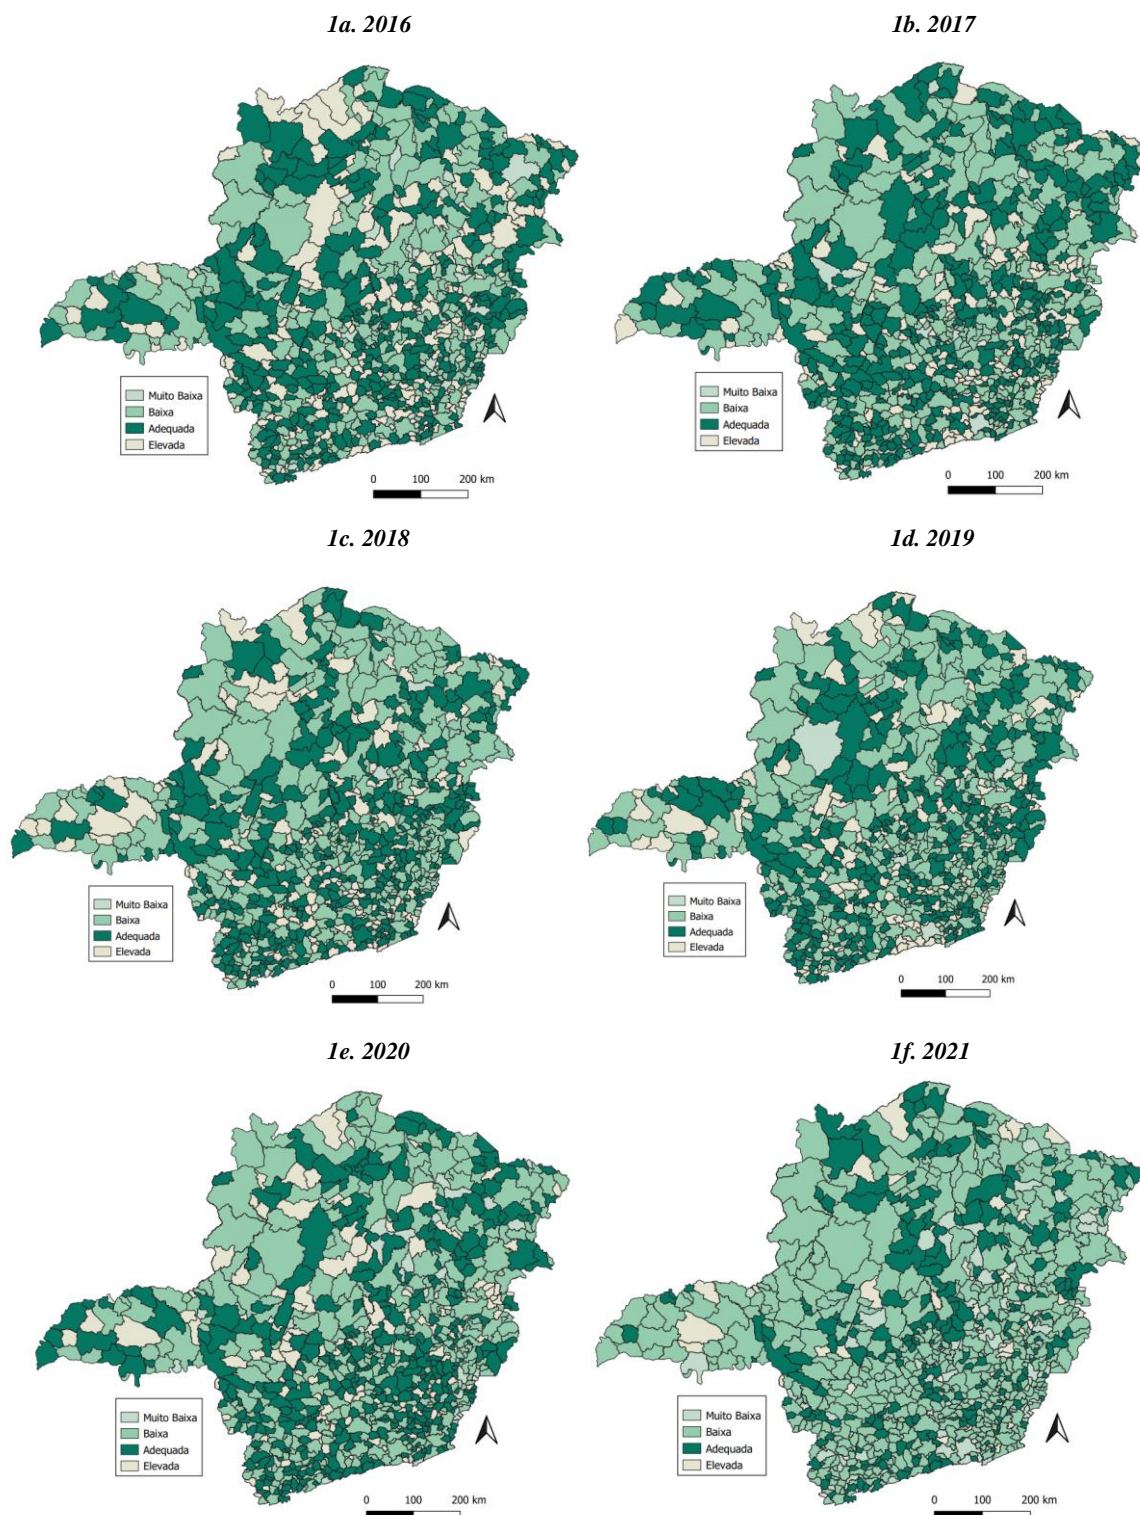 1a. 2016
1b. 2017
Muito Baixa
Baixa
Adequada
Elevada
0 100 200 km
Muito Baixa
Baixa
Adequada
Elevada
0 100 200 km
1c. 2018
1d. 2019
Muito Baixa
Baixa
Adequada
Elevada
0 100 200 km
Muito Baixa
Baixa
Adequada
Elevada
0 100 200 km
1e. 2020
1f. 2021
Muito Baixa
Baixa
Adequada
Elevada
0 100 200 km
Muito Baixa
Baixa
Adequada
Elevada
0 100 200 km